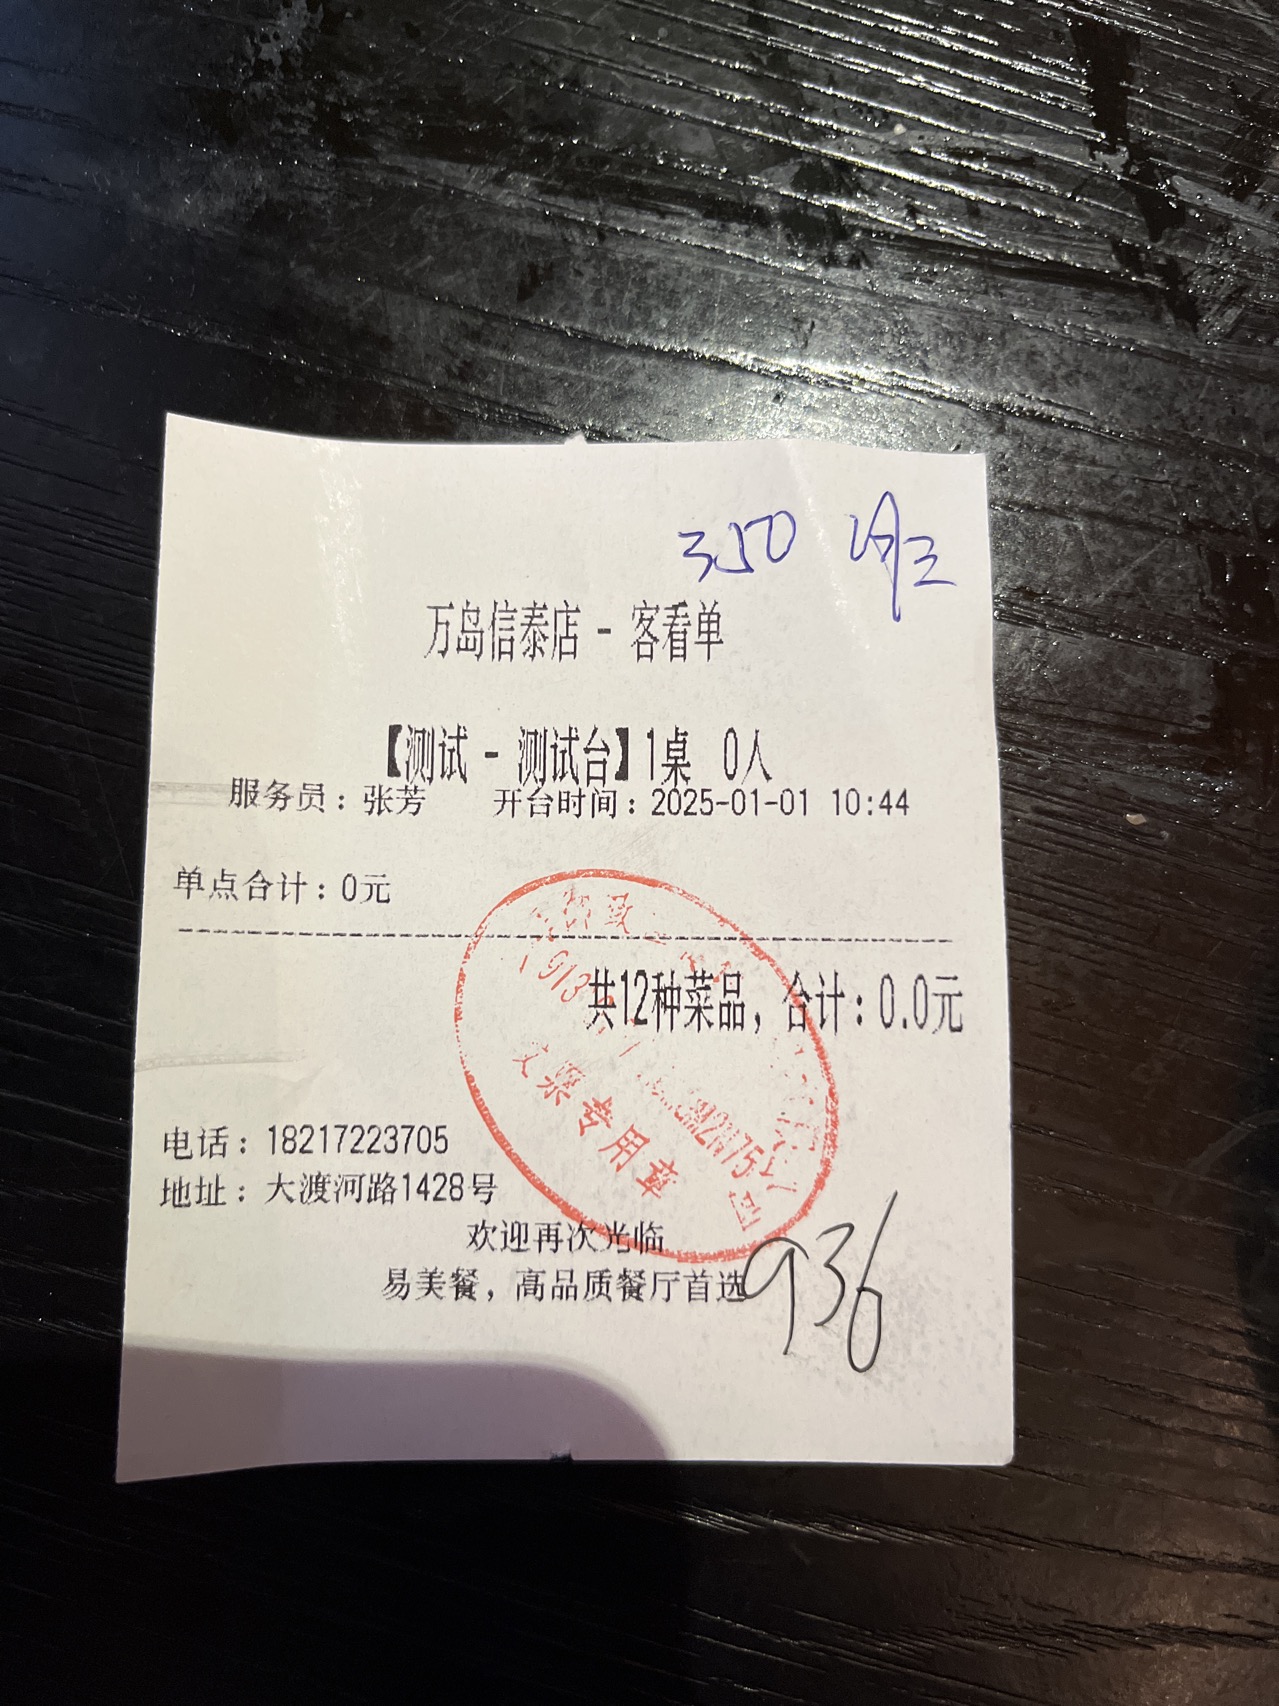 350
万岛信泰店 - 客看单
【测试 - 测试台】1桌 0人
服务员：张芳 开台时间：2025-01-01 10:44
单点合计：0元
共12种菜品，合计：0.0元
发票专用章
电话：18217223705
地址：大渡河路1428号
欢迎再次光临
易美餐，高品质餐厅首选
936